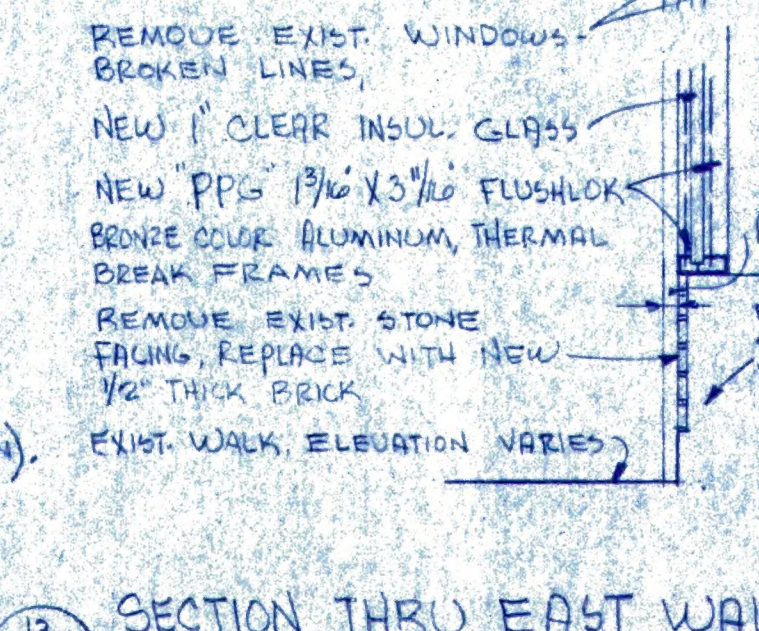 REMOVE EXIST. WINDOWS -
BROKEN LINES,
NEW 1" CLEAR INSUL. GLASS
NEW "PPG" 1 3/16 X 3 11/16 FLUSHLOK
BRONZE COLOR ALUMINUM, THERMAL
BREAK FRAMES
REMOVE EXIST. STONE
FACING, REPLACE WITH NEW
1/2" THICK BRICK
EXIST. WALK, ELEVATION VARIES
).
SECTION THRU EAST WAL